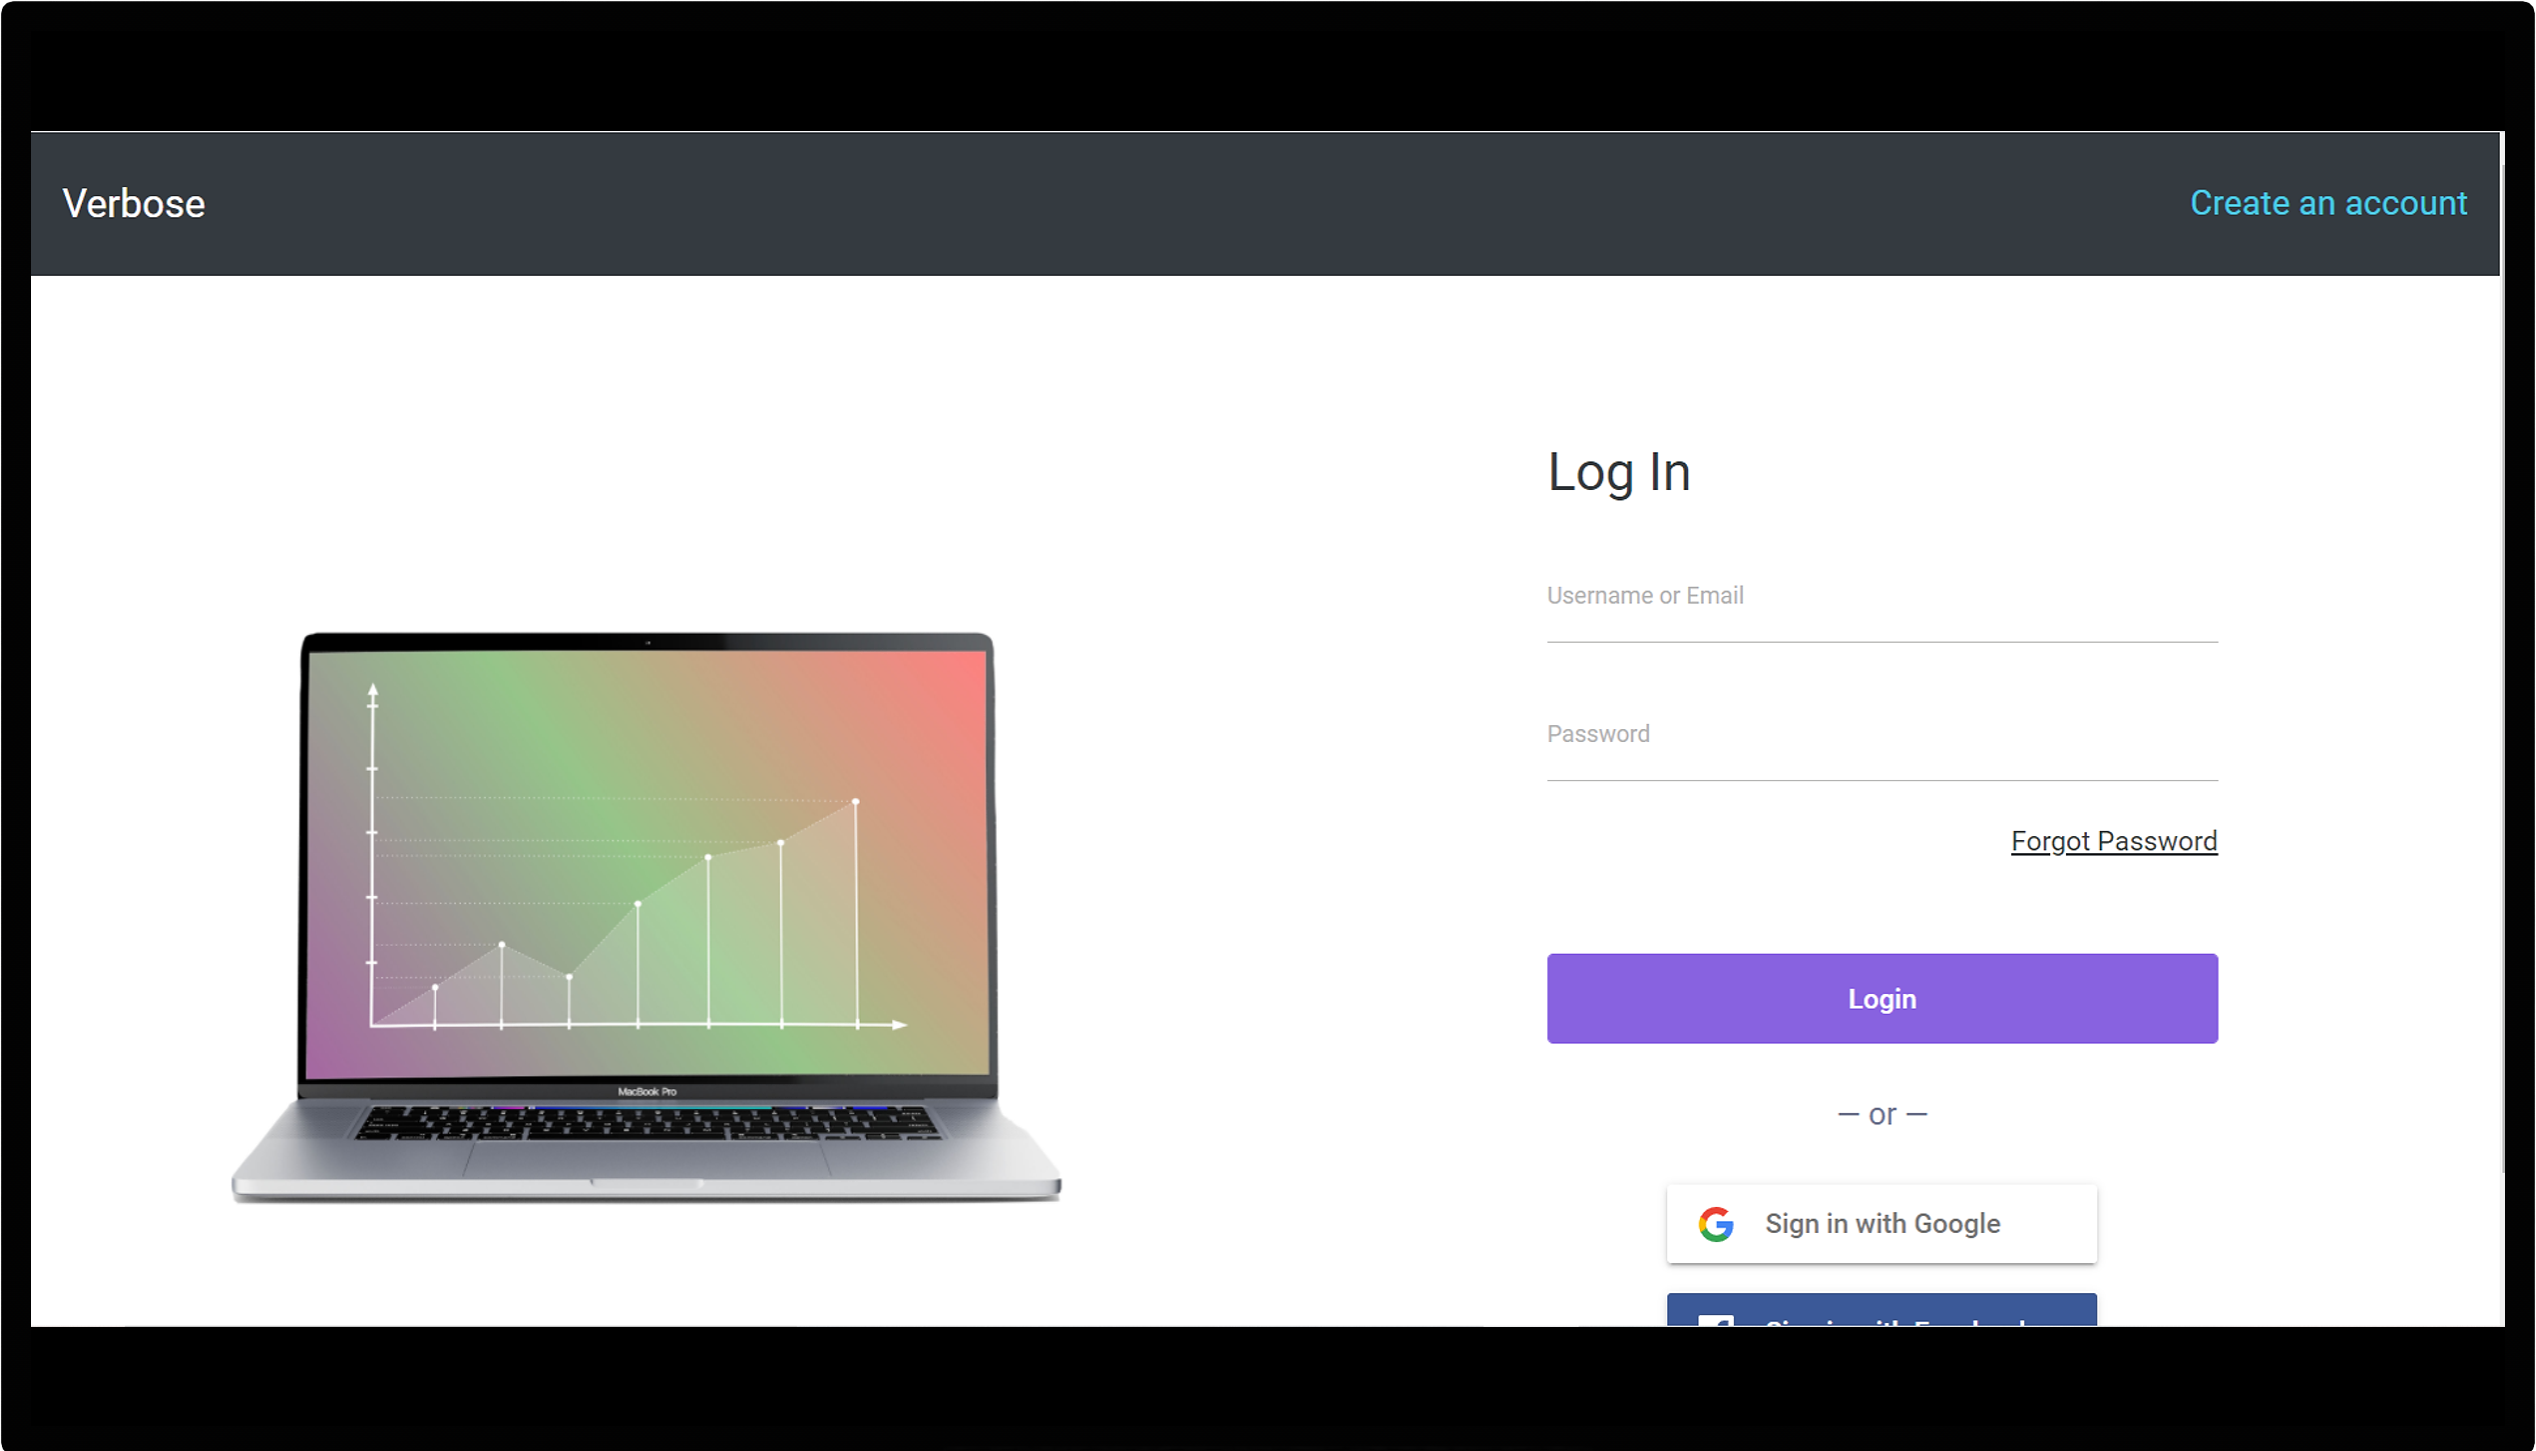 Verbose
Create an account
Log In
Username or Email
Password
Forgot Password
Login
— or —
MacBook Pro
Sign in with Google